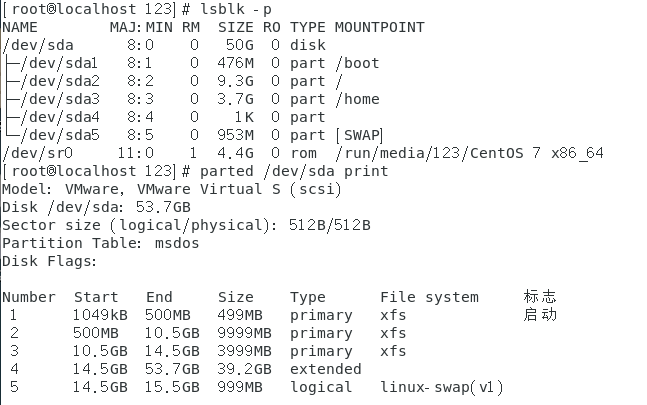 [root@localhost 123]# lsblk -p
NAME        MAJ:MIN RM  SIZE RO TYPE MOUNTPOINT
/dev/sda      8:0    0   50G  0 disk
├─/dev/sda1   8:1    0  476M  0 part /boot
├─/dev/sda2   8:2    0  9.3G  0 part /
├─/dev/sda3   8:3    0  3.7G  0 part /home
├─/dev/sda4   8:4    0    1K  0 part
└─/dev/sda5   8:5    0  953M  0 part [SWAP]
/dev/sr0     11:0    1  4.4G  0 rom  /run/media/123/CentOS 7 x86_64
[root@localhost 123]# parted /dev/sda print
Model: VMware, VMware Virtual S (scsi)
Disk /dev/sda: 53.7GB
Sector size (logical/physical): 512B/512B
Partition Table: msdos
Disk Flags:
Number  Start   End     Size    Type      File system     标志
 1      1049kB  500MB   499MB   primary   xfs             启动
 2      500MB   10.5GB  9999MB  primary   xfs
 3      10.5GB  14.5GB  3999MB  primary   xfs
 4      14.5GB  53.7GB  39.2GB  extended
 5      14.5GB  15.5GB  999MB   logical   linux-swap(v1)